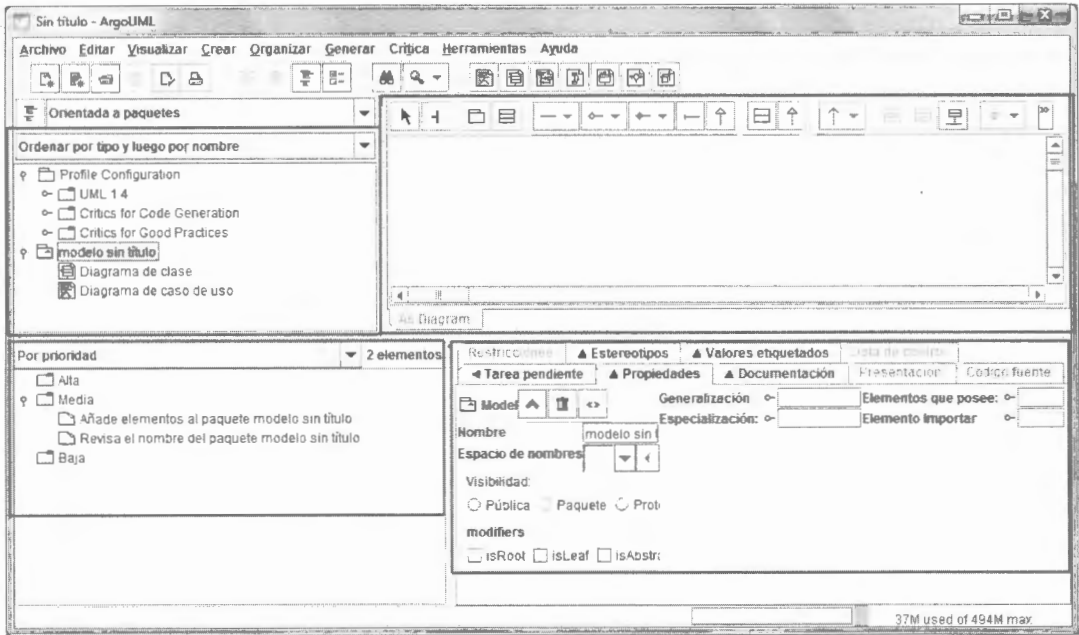 Sin título - ArgoUML
Archivo Editar Visualizar Crear Organizar Generar Crítica Herramientas Ayuda
Orientada a paquetes
Ordenar por tipo y luego por nombre
Profile Configuration
UML 1 4
Critics for Code Generation
Critics for Good Practices
modelo sin título
Diagrama de clase
Diagrama de caso de uso
As Diagram
Por prioridad
2 elementos
Alta
Media
Añade elementos al paquete modelo sin título
Revisa el nombre del paquete modelo sin título
Baja
Restricciones ▲ Estereotipos ▲ Valores etiquetados
◄ Tarea pendiente ▲ Propiedades ▲ Documentación Presentación Código fuente
Model
Generalización
Elementos que posee:
Especialización:
Elemento Importar
Nombre
modelo sin t
Espacio de nombres
Visibilidad:
Pública Paquete Prot
modifiers
isRoot isLeaf isAbstr
37M used of 494M max